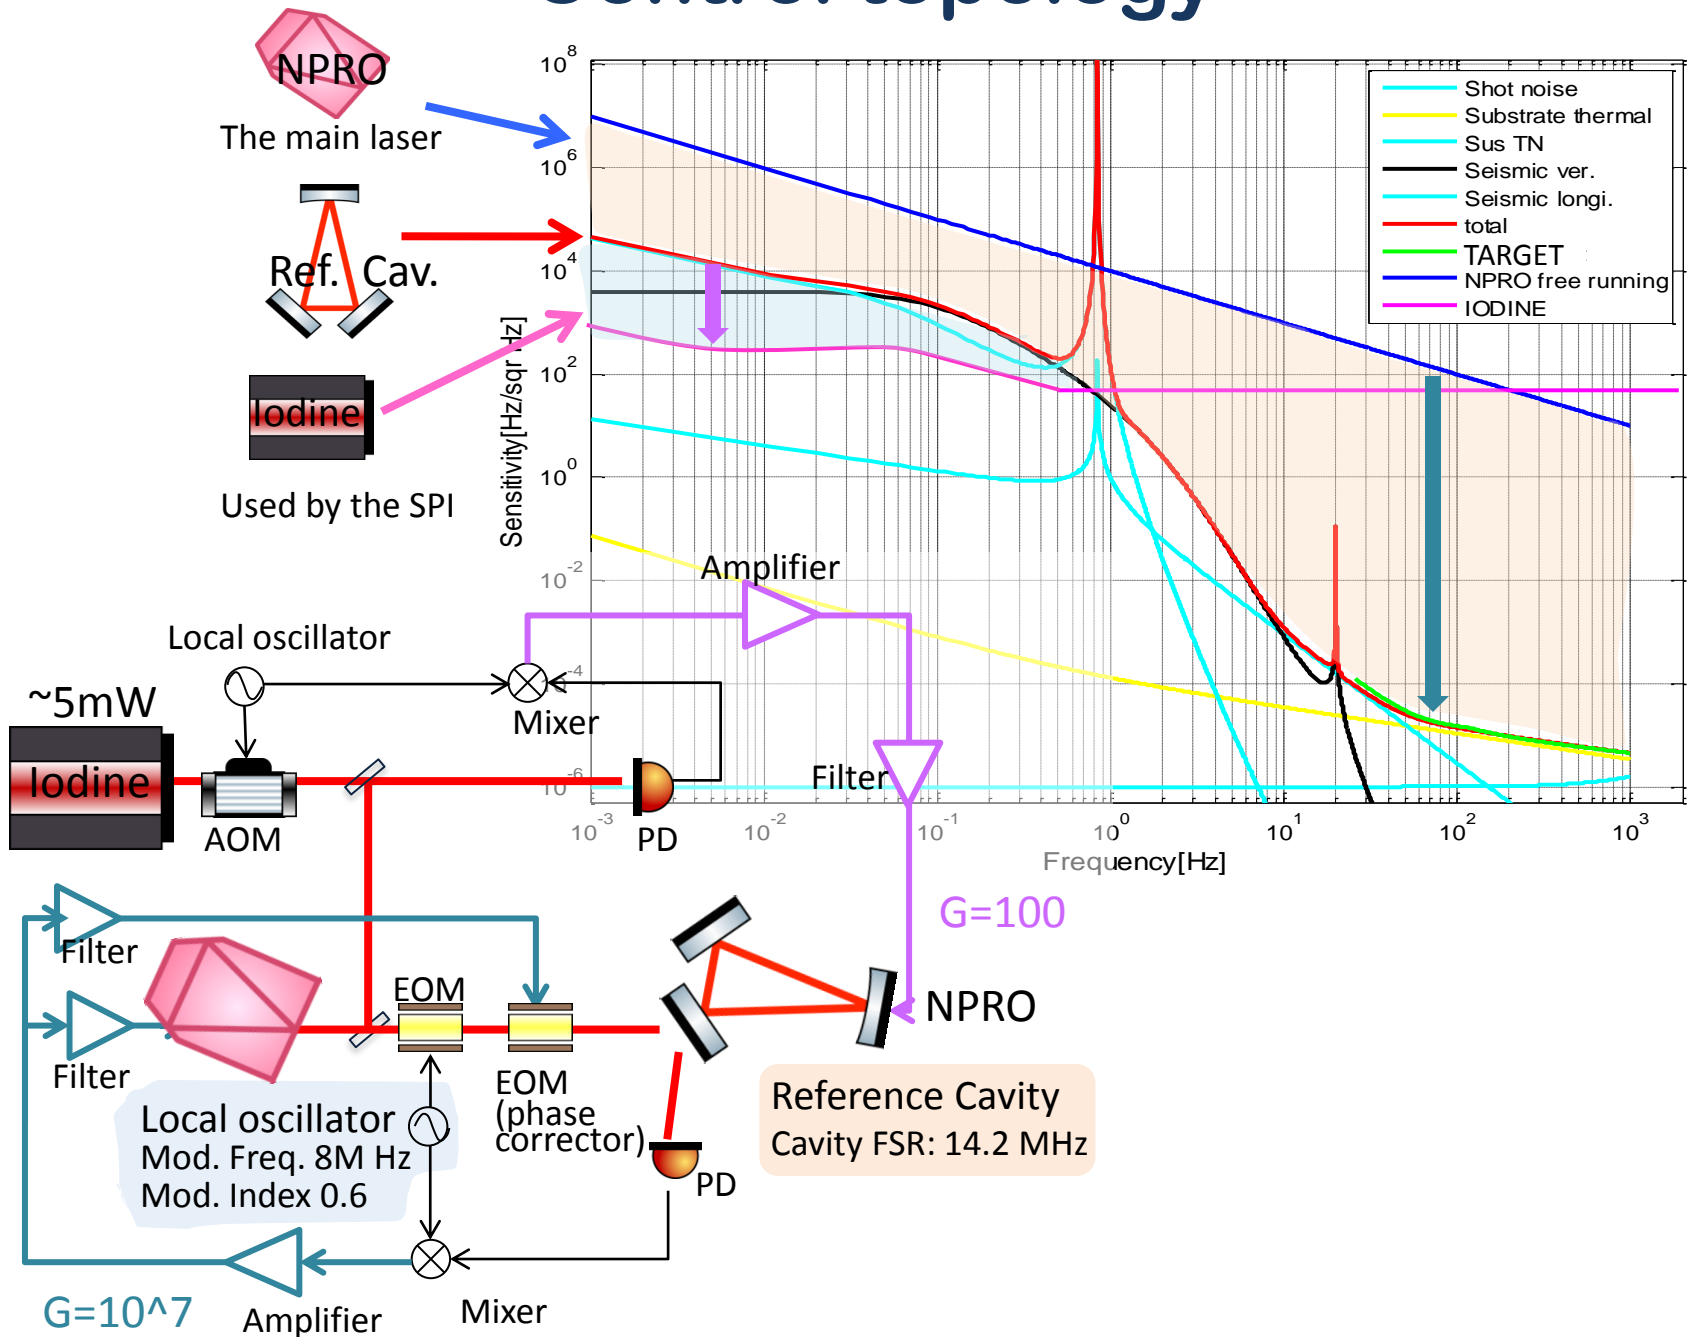 Control topology
NPRO
The main laser
Ref. Cav.
Iodine
Used by the SPI
Sensitivity[Hz/sqr Hz]
10^8
10^6
10^4
10^2
10^0
10^-2
10^-4
10^-6
10^-3
10^-2
10^-1
10^0
10^1
10^2
10^3
Frequency[Hz]
Shot noise
Substrate thermal
Sus TN
Seismic ver.
Seismic longi.
total
TARGET
NPRO free running
IODINE
Amplifier
Local oscillator
Mixer
~5mW
Iodine
AOM
PD
Filter
G=100
Filter
Filter
EOM
EOM
(phase
corrector)
NPRO
Local oscillator
Mod. Freq. 8M Hz
Mod. Index 0.6
Reference Cavity
Cavity FSR: 14.2 MHz
PD
G=10^7
Amplifier
Mixer